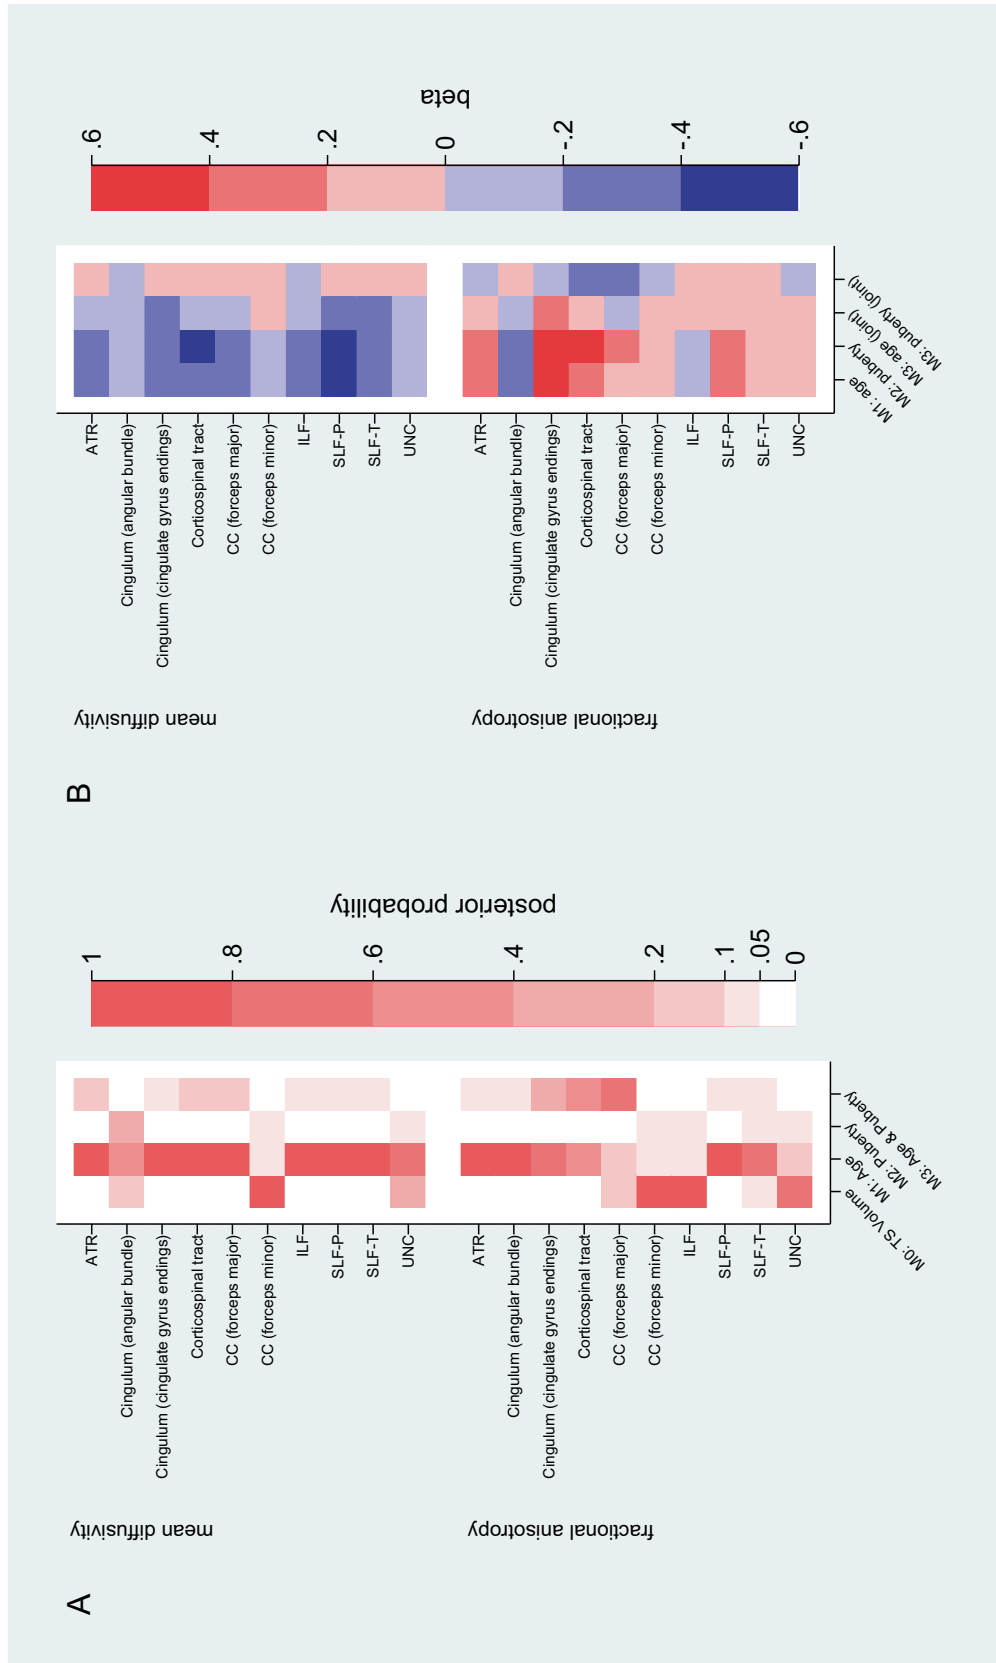 A
mean diffusivity
ATR
Cingulum (angular bundle)
Cingulum (cingulate gyrus endings)
Corticospinal tract
CC (forceps major)
CC (forceps minor)
ILF
SLF-P
SLF-T
UNC
fractional anisotropy
ATR
Cingulum (angular bundle)
Cingulum (cingulate gyrus endings)
Corticospinal tract
CC (forceps major)
CC (forceps minor)
ILF
SLF-P
SLF-T
UNC
M0: TS Volume
M1: Age
M2: Puberty
M3: Age & Puberty
1
.8
.6
.4
.2
.1
.05
0
posterior probability
B
mean diffusivity
ATR
Cingulum (angular bundle)
Cingulum (cingulate gyrus endings)
Corticospinal tract
CC (forceps major)
CC (forceps minor)
ILF
SLF-P
SLF-T
UNC
fractional anisotropy
ATR
Cingulum (angular bundle)
Cingulum (cingulate gyrus endings)
Corticospinal tract
CC (forceps major)
CC (forceps minor)
ILF
SLF-P
SLF-T
UNC
M1: age
M2: puberty
M3: age (joint)
M3: puberty (joint)
.6
.4
.2
0
-.2
-.4
-.6
beta